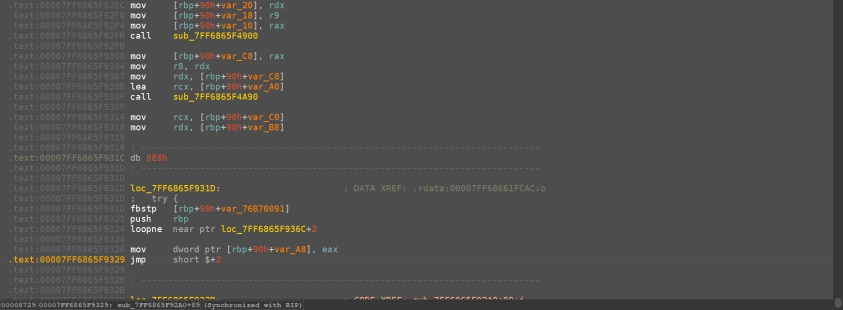 .text:00007FF6865F92EC mov [rbp+90h+var_20], rdx
.text:00007FF6865F92F0 mov [rbp+90h+var_18], r9
.text:00007FF6865F92F4 mov [rbp+90h+var_10], rax
.text:00007FF6865F92FB call sub_7FF6865F4900
.text:00007FF6865F92FB
.text:00007FF6865F9300 mov [rbp+90h+var_C8], rax
.text:00007FF6865F9304 mov r8, rdx
.text:00007FF6865F9307 mov rdx, [rbp+90h+var_C8]
.text:00007FF6865F930B lea rcx, [rbp+90h+var_A0]
.text:00007FF6865F930F call sub_7FF6865F4A90
.text:00007FF6865F930F
.text:00007FF6865F9314 mov rcx, [rbp+90h+var_C0]
.text:00007FF6865F9318 mov rdx, [rbp+90h+var_B8]
.text:00007FF6865F9318
.text:00007FF6865F9318 ; ---------------------------------------------------------------------------
.text:00007FF6865F931C db 0E8h
.text:00007FF6865F931D ; ---------------------------------------------------------------------------
.text:00007FF6865F931D
.text:00007FF6865F931D loc_7FF6865F931D: ; DATA XREF: .rdata:00007FF68661FCAC↓o
.text:00007FF6865F931D ; try {
.text:00007FF6865F931D fbstp [rbp+90h+var_76B70091]
.text:00007FF6865F9323 push rbp
.text:00007FF6865F9324 loopne near ptr loc_7FF6865F936C+2
.text:00007FF6865F9324
.text:00007FF6865F9326 mov dword ptr [rbp+90h+var_A8], eax
.text:00007FF6865F9329 jmp short $+2
.text:00007FF6865F9329
.text:00007FF6865F932B ; ---------------------------------------------------------------------------
.text:00007FF6865F932B
00008729 00007FF6865F9329: sub_7FF6865F92A0+89 (Synchronized with RIP)